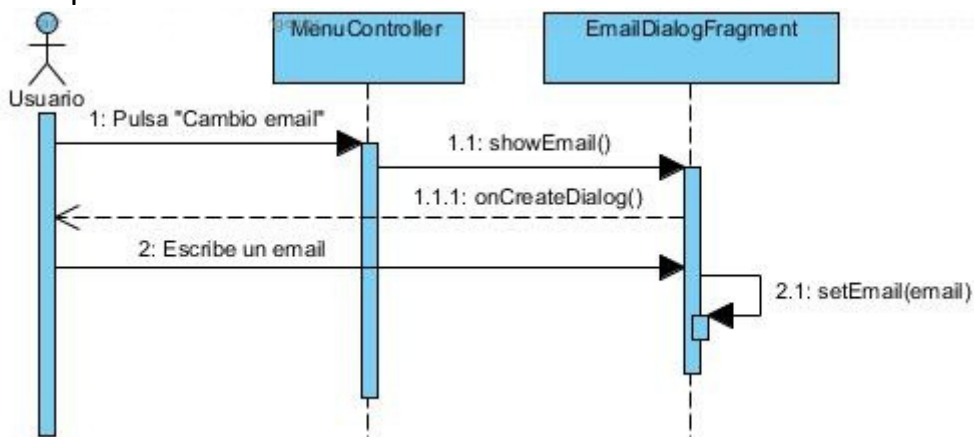 MenuController
EmailDialogFragment
Usuario
1: Pulsa "Cambio email"
1.1: showEmail()
1.1.1: onCreateDialog()
2: Escribe un email
2.1: setEmail(email)